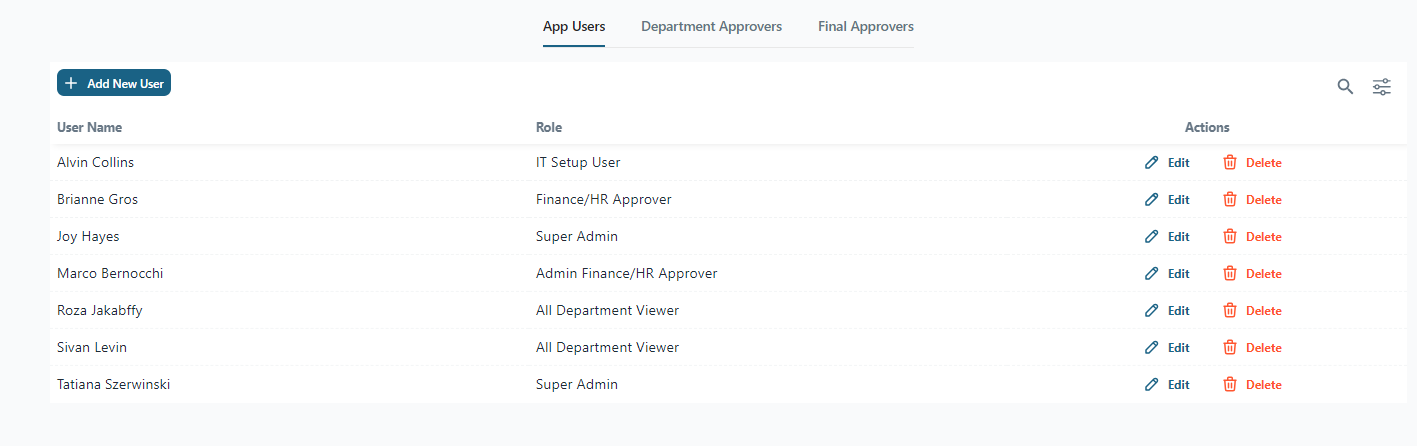 App Users Department Approvers Final Approvers
Add New User
User Name Role Actions
Alvin Collins IT Setup User Edit Delete
Brianne Gros Finance/HR Approver Edit Delete
Joy Hayes Super Admin Edit Delete
Marco Bernocchi Admin Finance/HR Approver Edit Delete
Roza Jakabffy All Department Viewer Edit Delete
Sivan Levin All Department Viewer Edit Delete
Tatiana Szerwinski Super Admin Edit Delete